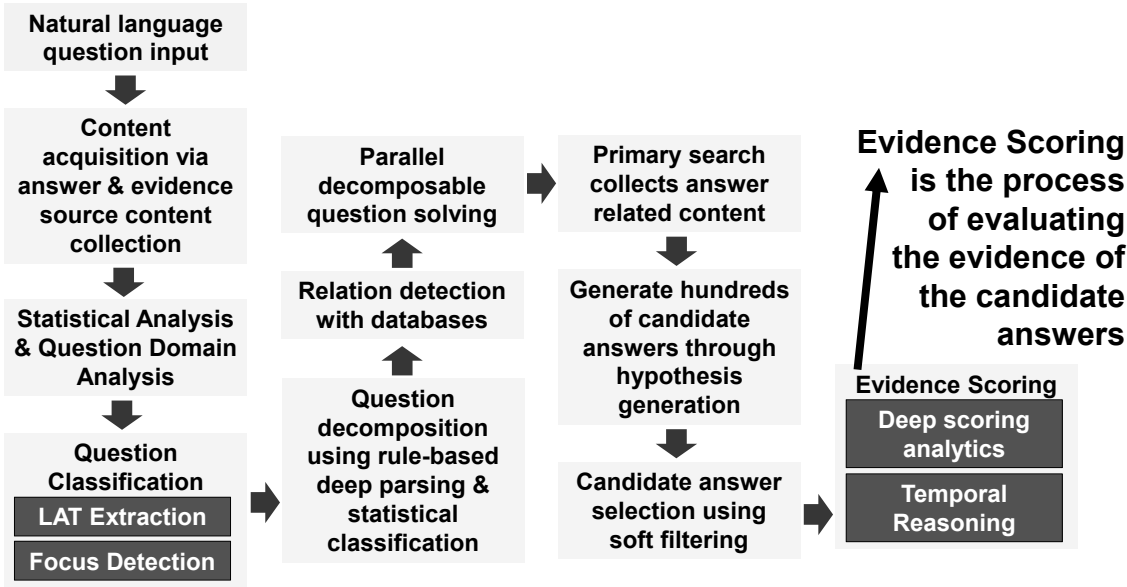 Natural language
question input
Content
acquisition via
answer & evidence
source content
collection
Statistical Analysis
& Question Domain
Analysis
Question
Classification
LAT Extraction
Focus Detection
Question
decomposition
using rule-based
deep parsing &
statistical
classification
Relation detection
with databases
Parallel
decomposable
question solving
Primary search
collects answer
related content
Generate hundreds
of candidate
answers through
hypothesis
generation
Candidate answer
selection using
soft filtering
Evidence Scoring
Deep scoring
analytics
Temporal
Reasoning
Evidence Scoring
is the process
of evaluating
the evidence of
the candidate
answers